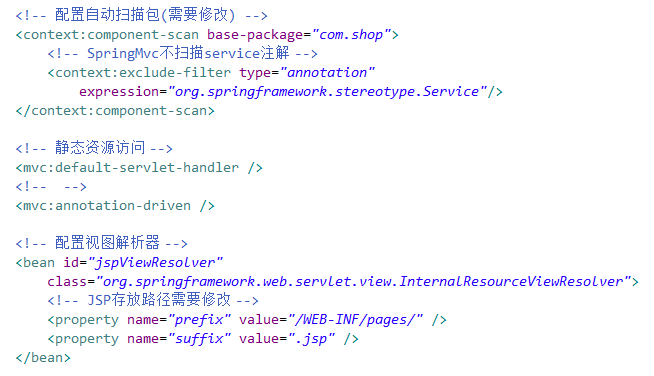 <!-- 配置自动扫描包(需要修改) -->
<context:component-scan base-package="com.shop">
<!-- SpringMvc不扫描service注解 -->
<context:exclude-filter type="annotation"
expression="org.springframework.stereotype.Service"/>
</context:component-scan>
<!-- 静态资源访问 -->
<mvc:default-servlet-handler />
<!--  -->
<mvc:annotation-driven />
<!-- 配置视图解析器 -->
<bean id="jspViewResolver"
class="org.springframework.web.servlet.view.InternalResourceViewResolver">
<!-- JSP存放路径需要修改 -->
<property name="prefix" value="/WEB-INF/pages/" />
<property name="suffix" value=".jsp" />
</bean>